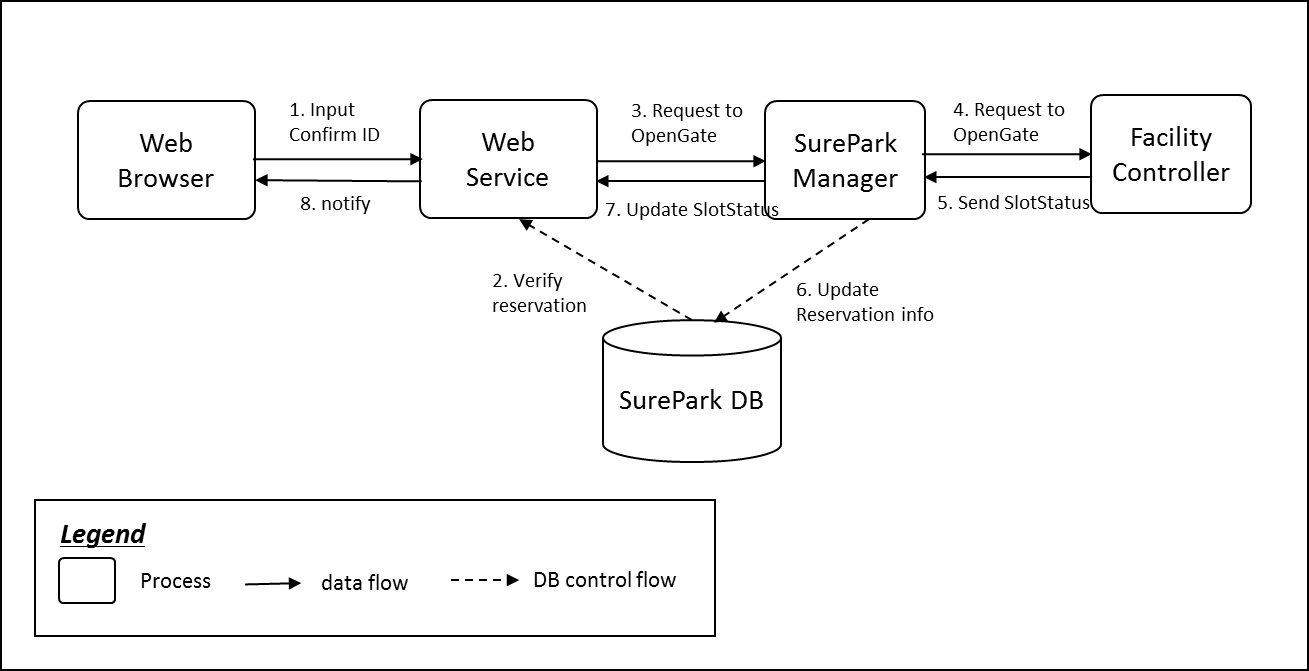 1. Input
Confirm ID
3. Request to
OpenGate
4. Request to
OpenGate
Web
Browser
Web
Service
SurePark
Manager
Facility
Controller
8. notify
7. Update SlotStatus
5. Send SlotStatus
2. Verify
reservation
6. Update
Reservation info
SurePark DB
Legend
Process
data flow
DB control flow